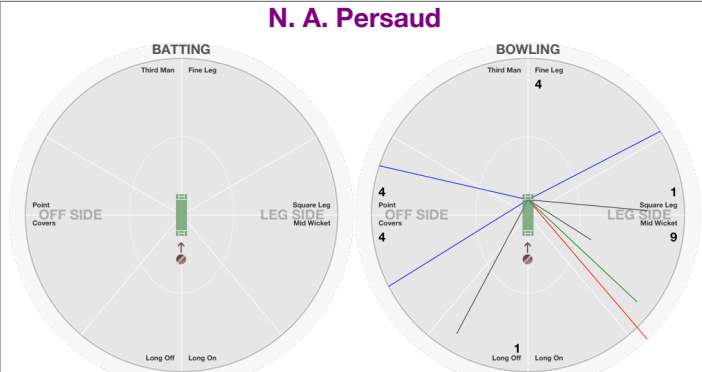 N. A. Persaud
BATTING
Third Man
Fine Leg
Point
OFF SIDE
Covers
Square Leg
LEG SIDE
Mid Wicket
Long Off
Long On
BOWLING
Third Man
Fine Leg
4
4
Point
OFF SIDE
Covers
4
1
Square Leg
LEG SIDE
Mid Wicket
9
1
Long Off
Long On